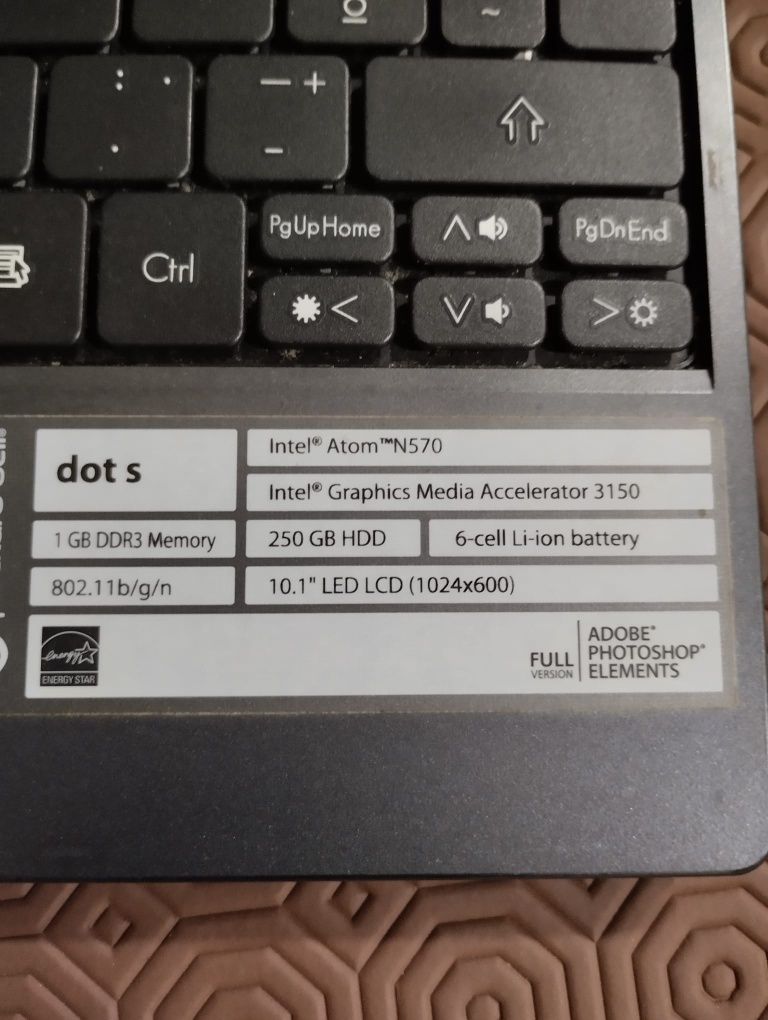 PgUp Home
PgDn End
Ctrl
dot s
Intel® Atom™N570
Intel® Graphics Media Accelerator 3150
1 GB DDR3 Memory
250 GB HDD
6-cell Li-ion battery
802.11b/g/n
10.1" LED LCD (1024x600)
energy
ENERGY STAR
FULL
VERSION
ADOBE®
PHOTOSHOP®
ELEMENTS